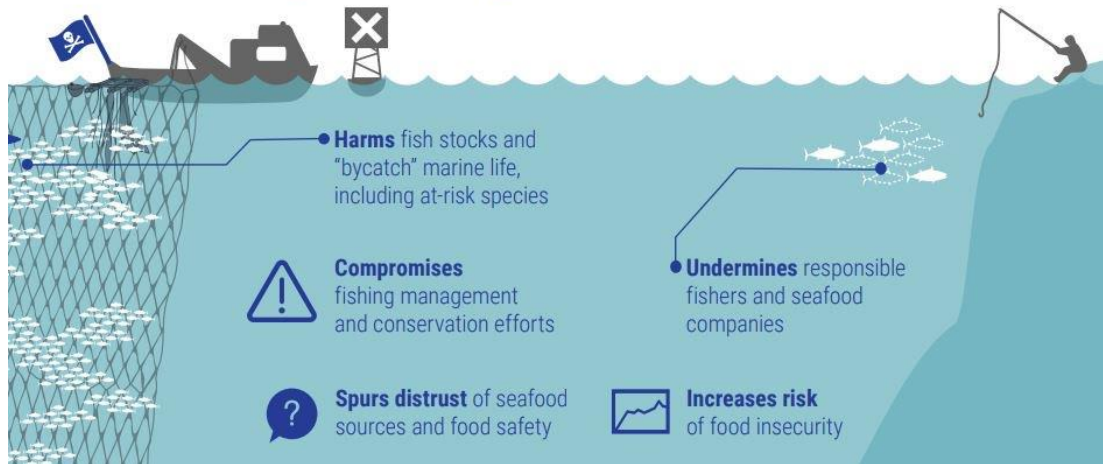 Harms fish stocks and
“bycatch” marine life,
including at-risk species
Compromises
fishing management
and conservation efforts
Undermines responsible
fishers and seafood
companies
Spurs distrust of seafood
sources and food safety
Increases risk
of food insecurity
?